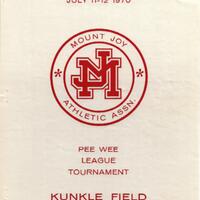 JULY 11-12 1970
MOUNT JOY
MJ
ATHLETIC ASSN.
PEE WEE
LEAGUE
TOURNAMENT
KUNKLE FIELD